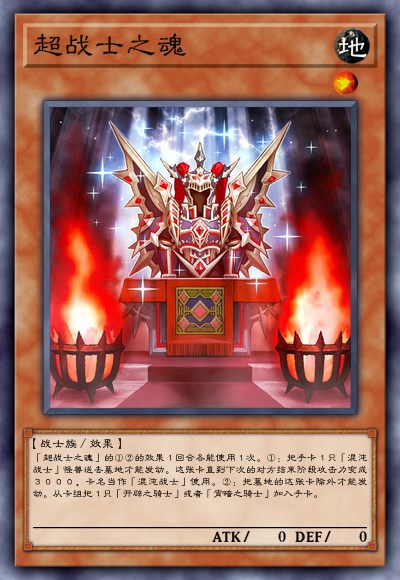 超战士之魂
地
【战士族／效果】
「超战士之魂」的①②的效果1回合各能使用1次。①：把手卡1只「混沌
战士」怪兽送去墓地才能发动。这张卡直到下次的对方结束阶段攻击力变成
３０００，卡名当作「混沌战士」使用。②：把墓地的这张卡除外才能发
动。从卡组把1只「开辟之骑士」或者「宵暗之骑士」加入手卡。
ATK/ 0 DEF/ 0